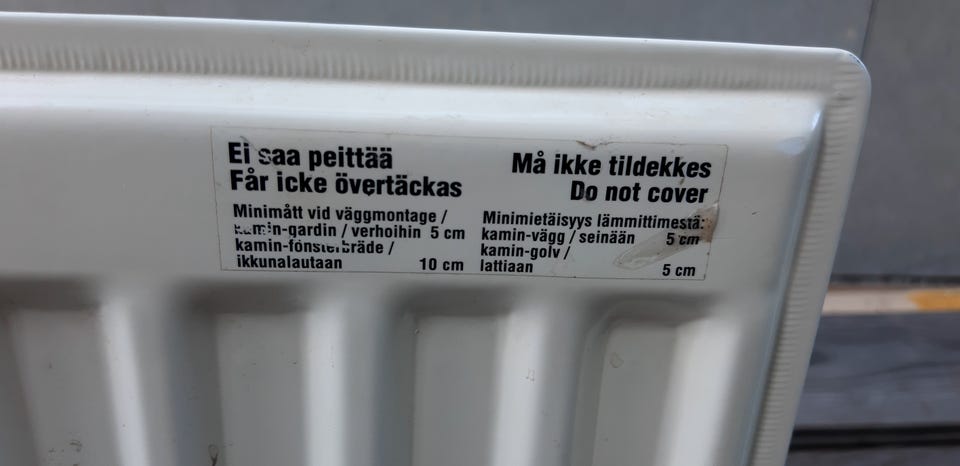 Ei saa peittää
Får icke övertäckas
Må ikke tildekkes
Do not cover
Minimått vid väggmontage /
kamin-gardin / verhoihin 5 cm
kamin-fönsterbräde /
ikkunalautaan 10 cm
Minimietäisyys lämmittimestä:
kamin-vägg / seinään 5 cm
kamin-golv /
lattiaan 5 cm